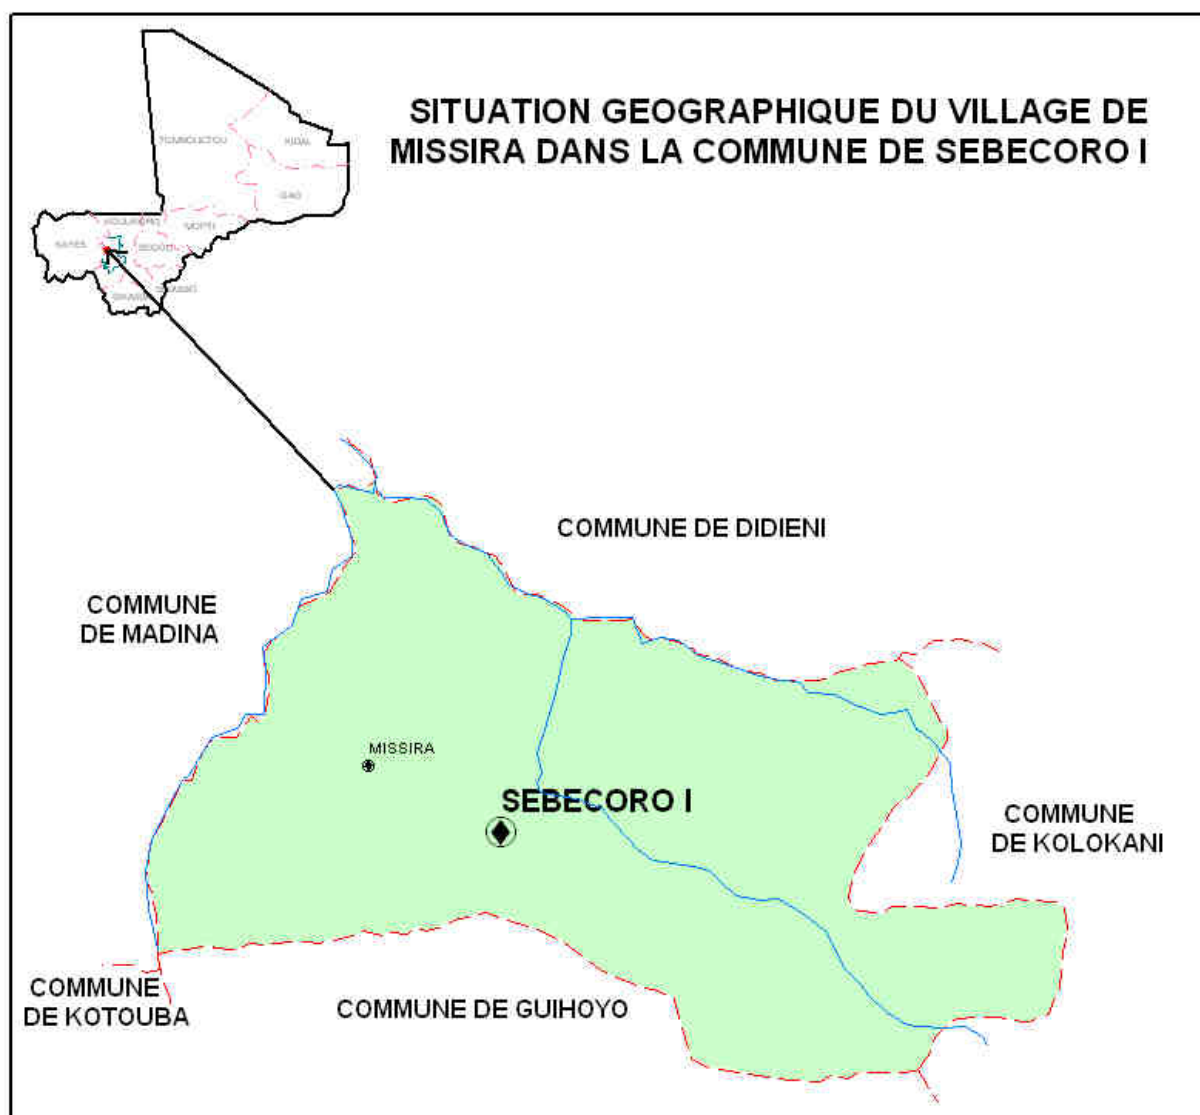 SITUATION GEOGRAPHIQUE DU VILLAGE DE
MISSIRA DANS LA COMMUNE DE SEBECORO I
TOMBOUCTOU
KIDAL
GAO
MOPTI
KAYES
SEGOU
COMMUNE DE DIDIENI
COMMUNE
DE MADINA
MISSIRA
SEBECORO I
COMMUNE
DE KOLOKANI
COMMUNE
DE KOTOUBA
COMMUNE DE GUIHOYO